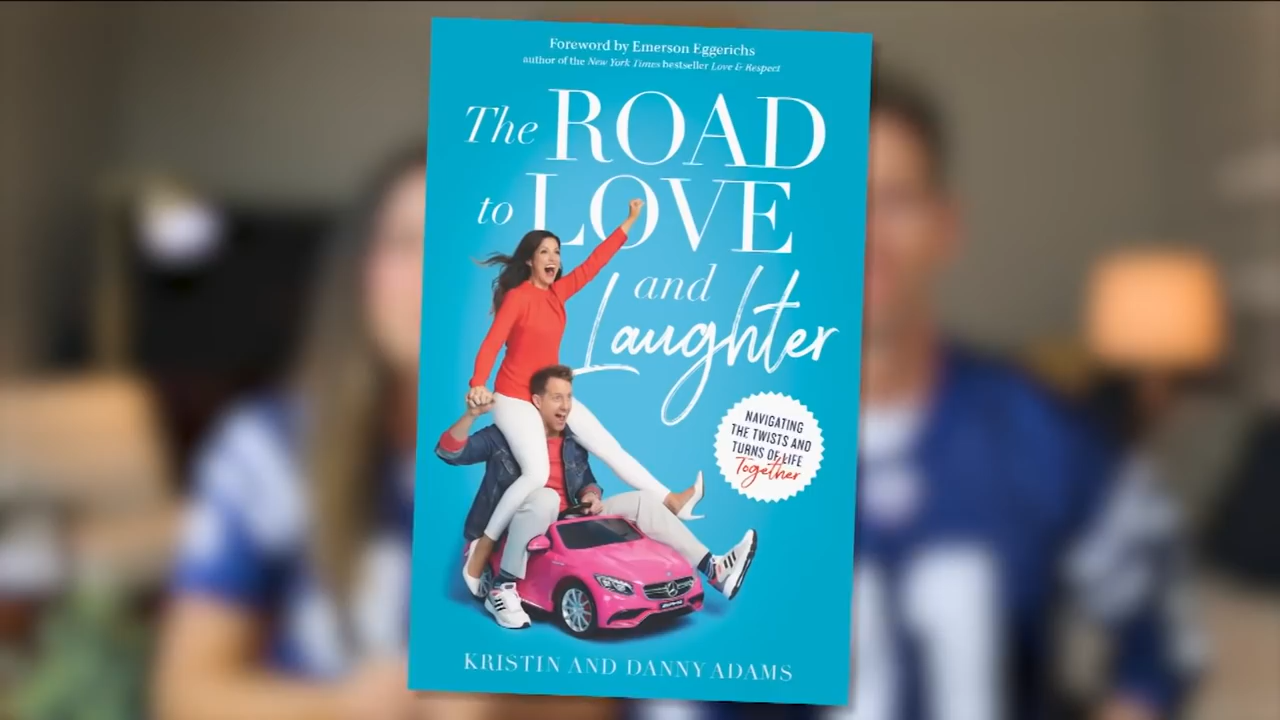 Foreword by Emerson Eggerichs
author of the New York Times bestseller Love & Respect
The ROAD
to LOVE
and
Laughter
NAVIGATING
THE TWISTS AND
TURNS OF LIFE
Together
KRISTIN AND DANNY ADAMS